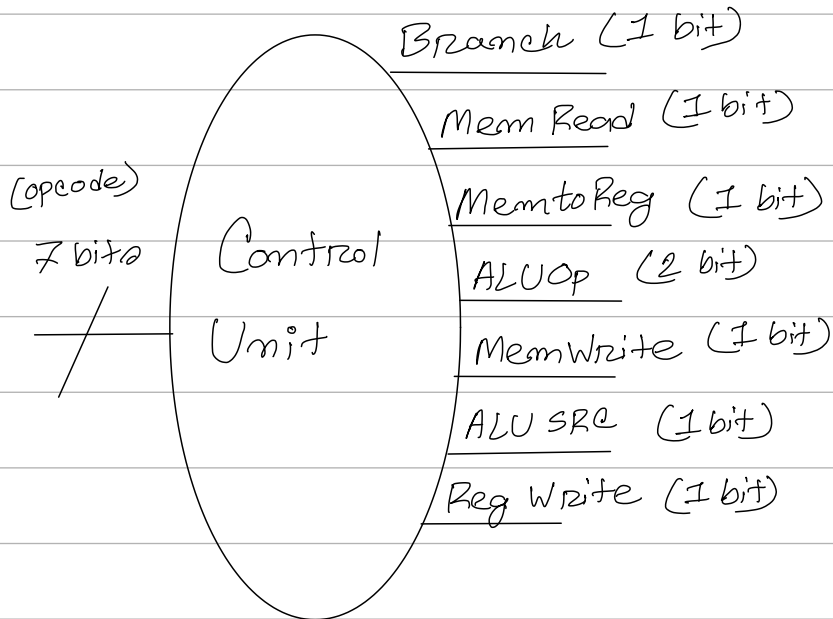 Branch (1 bit)
Mem Read (1 bit)
(opcode)
MemtoReg (1 bit)
7 bits
Control
ALUOp (2 bit)
Unit
MemWrite (1 bit)
ALU SRC (1 bit)
Reg Write (1 bit)